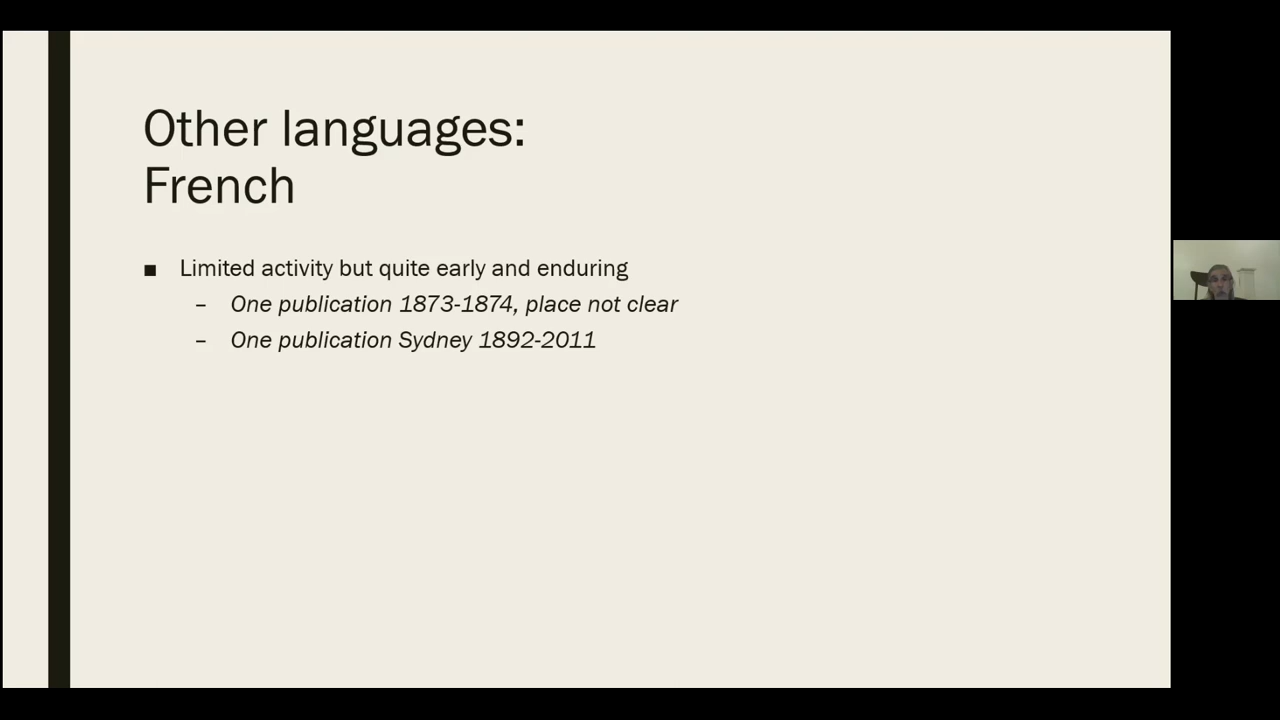 Other languages:
French
■ Limited activity but quite early and enduring
– One publication 1873-1874, place not clear
– One publication Sydney 1892-2011